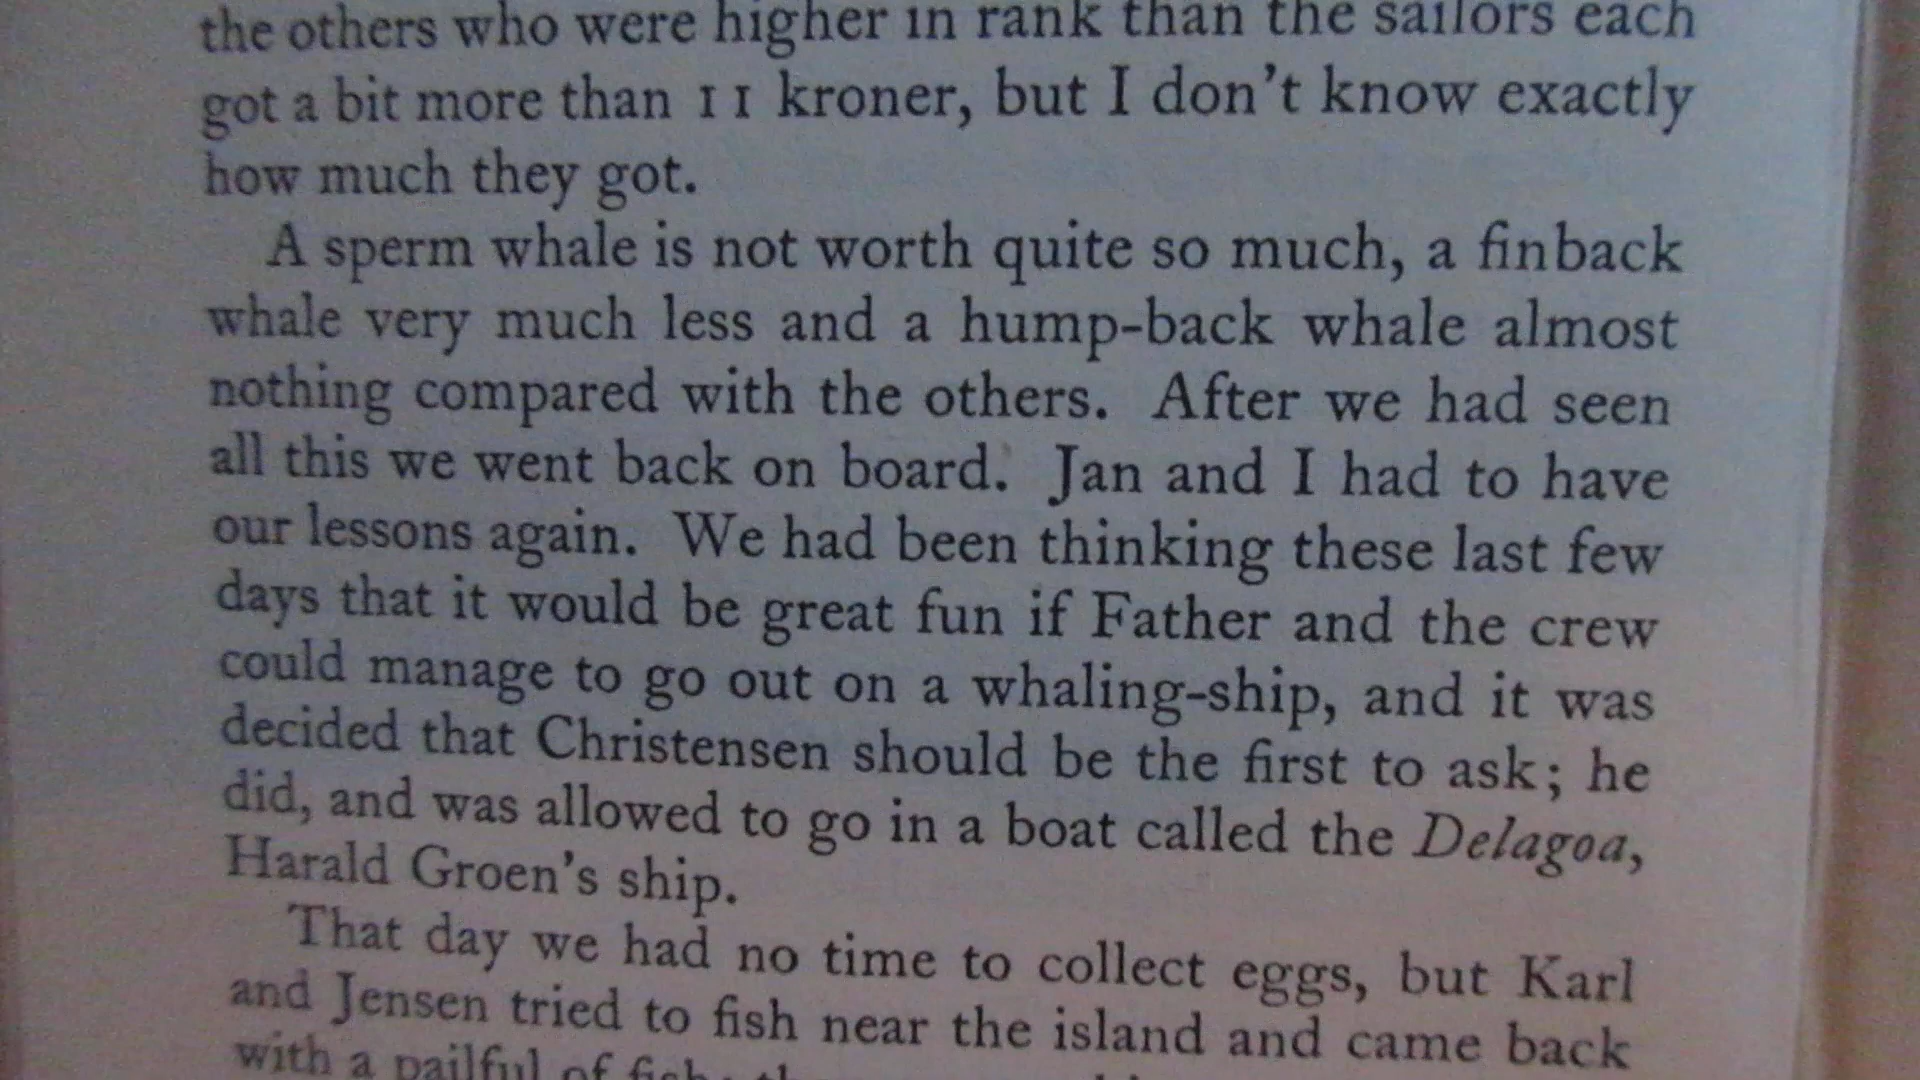 the others who were higher in rank than the sailors each
got a bit more than 11 kroner, but I don't know exactly
how much they got.
A sperm whale is not worth quite so much, a finback
whale very much less and a hump-back whale almost
nothing compared with the others. After we had seen
all this we went back on board. Jan and I had to have
our lessons again. We had been thinking these last few
days that it would be great fun if Father and the crew
could manage to go out on a whaling-ship, and it was
decided that Christensen should be the first to ask; he
did, and was allowed to go in a boat called the Delagoa,
Harald Groen's ship.
That day we had no time to collect eggs, but Karl
and Jensen tried to fish near the island and came back
with a pailful of fish